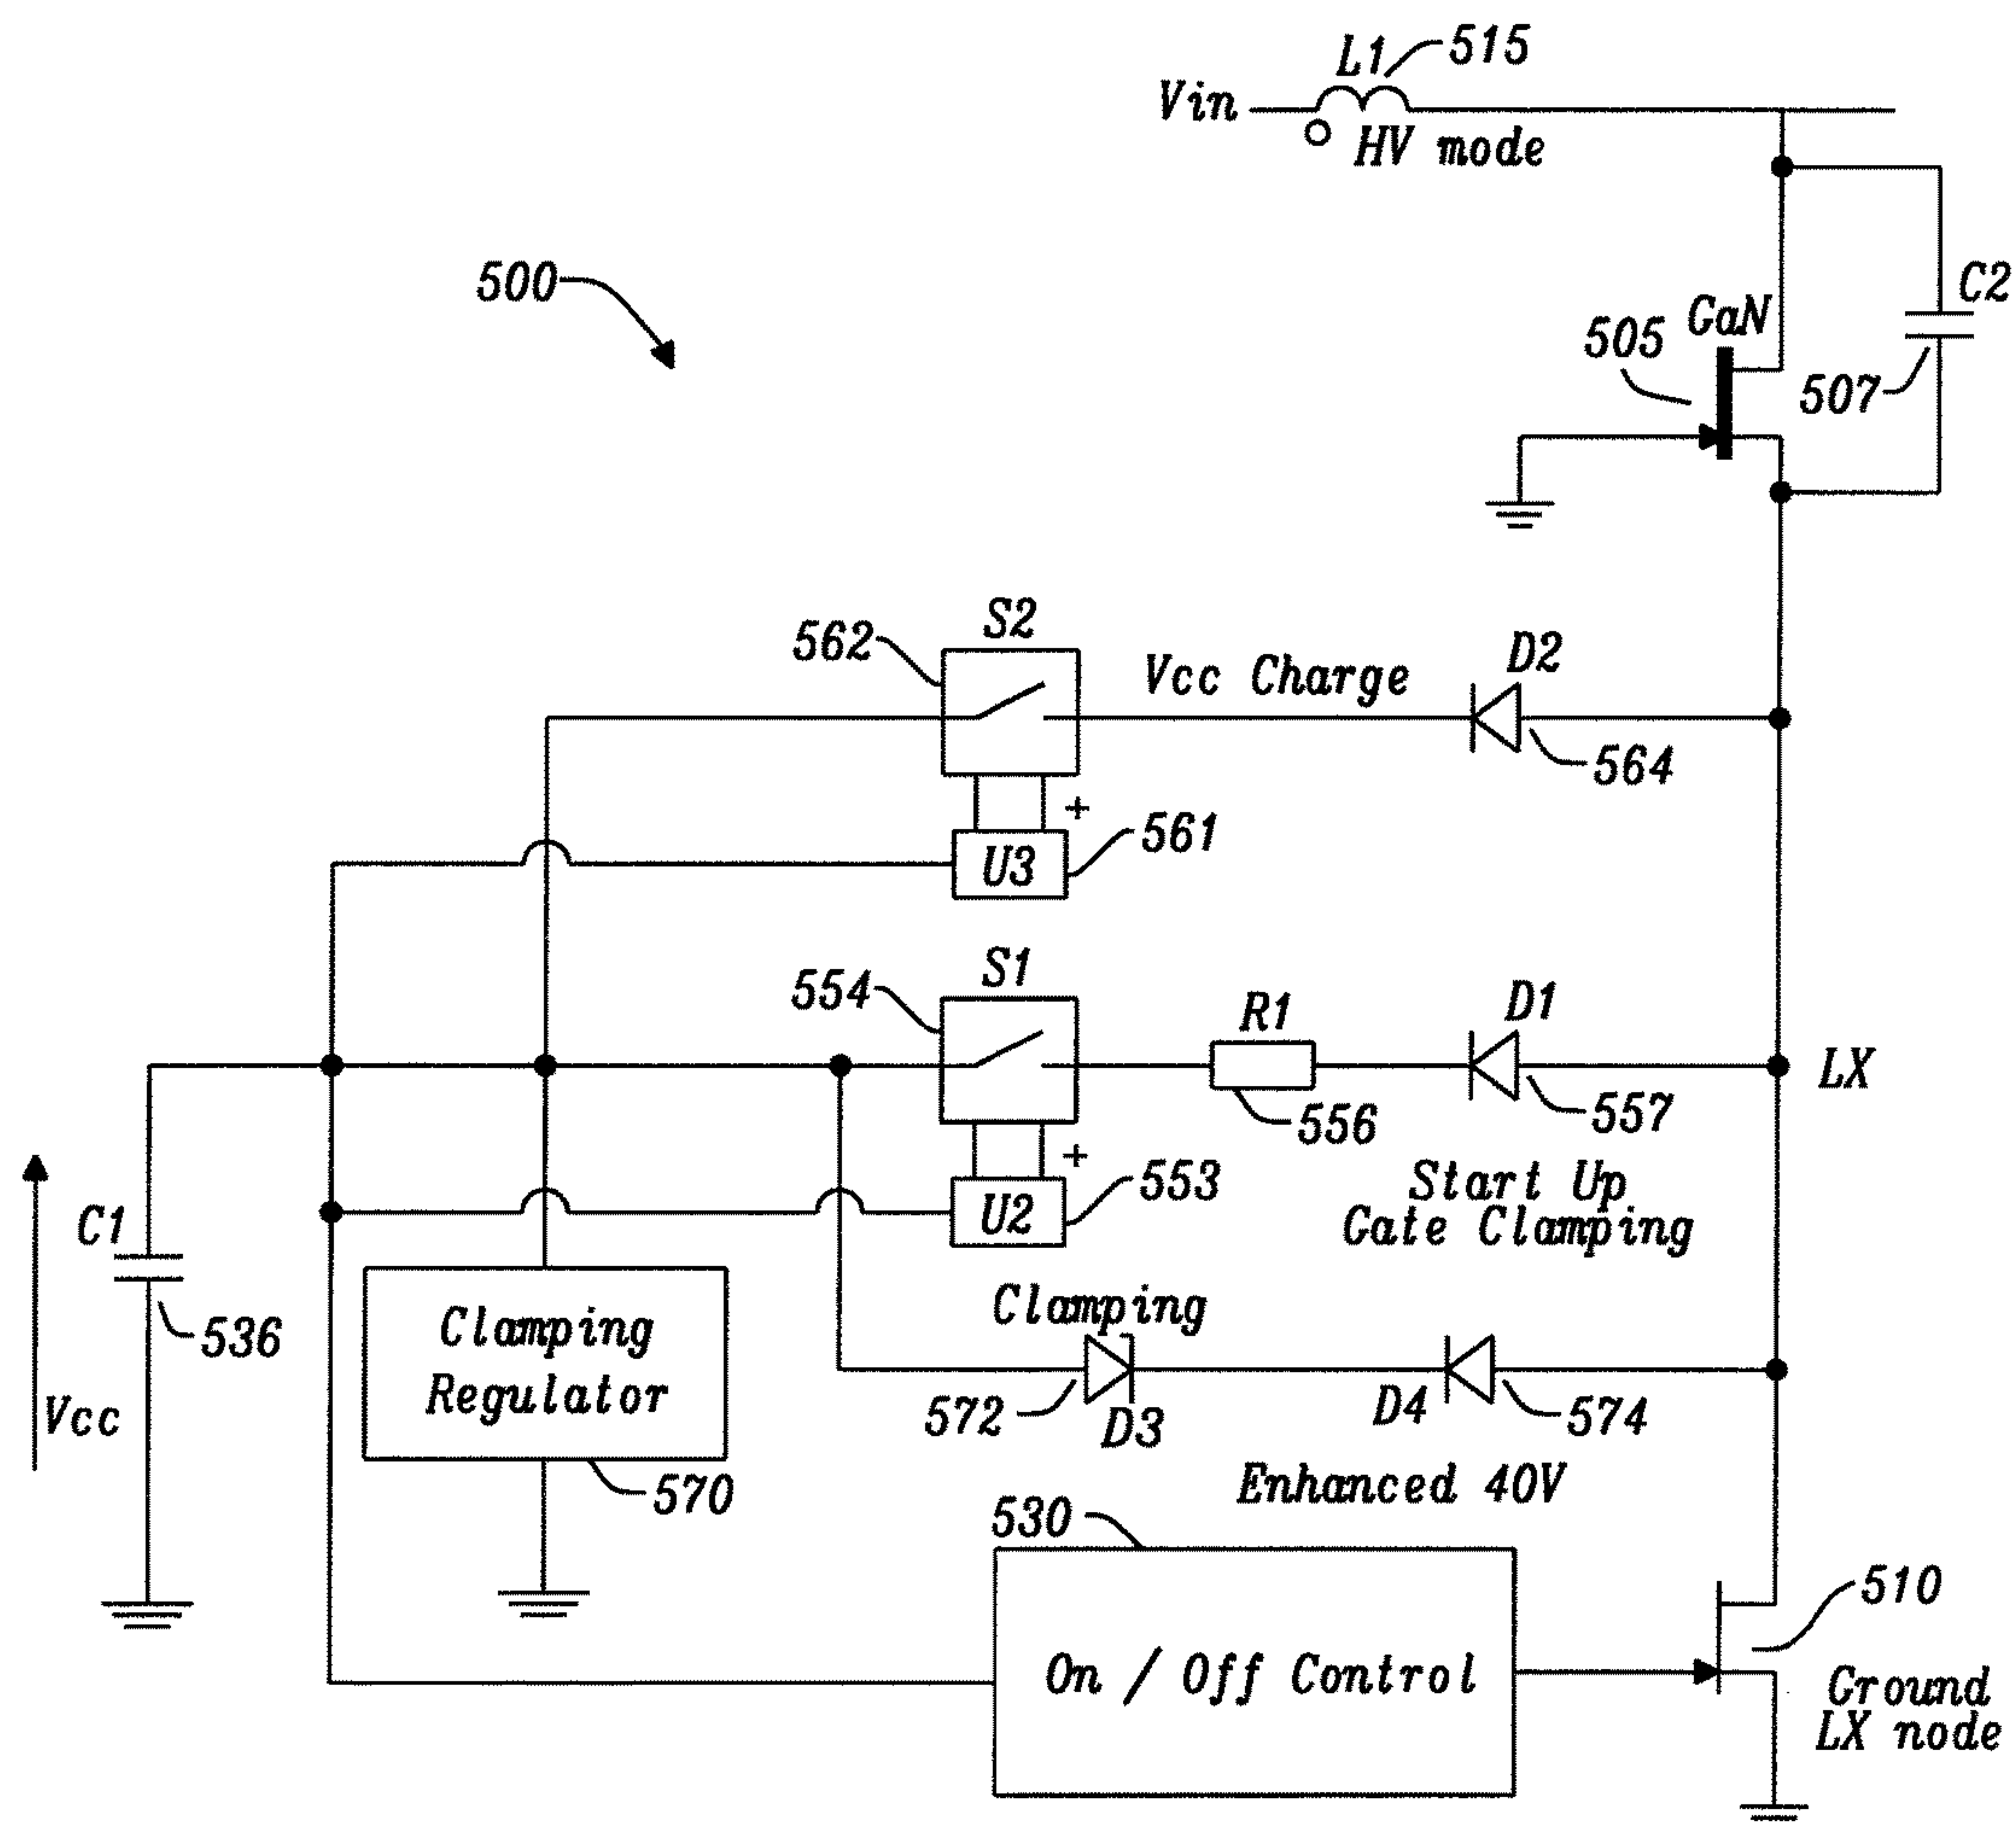 L1
515
Vin
HV mode
500
C2
GaN
505
507
S2
562
Vcc Charge
D2
564
+
561
U3
S1
554
R1
D1
LX
556
557
+
553
U2
Start Up
Gate Clamping
C1
536
Clamping
Regulator
Clamping
572
D3
D4
574
Vcc
570
Enhanced 40V
530
510
On / Off Control
Ground
LX node